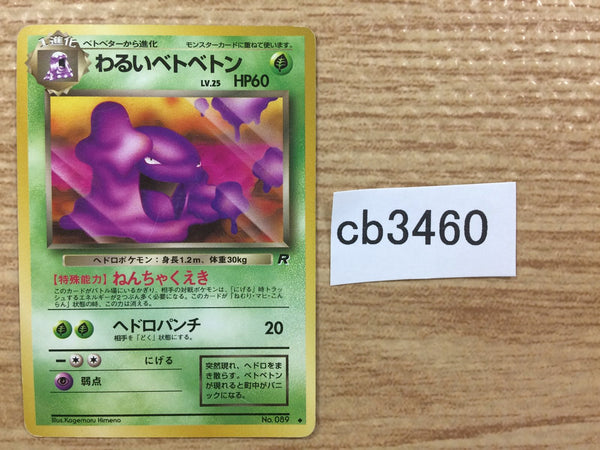 1進化
ベトベターから進化
モンスターカードに重ねて使います。
わるいベトベトン
LV.25 HP60
ヘドロポケモン：身長1.2m、体重30kg
R
【特殊能力】ねんちゃくえき
このカードがバトル場にいるかぎり、相手の対戦ポケモンは、「にげる」時トラッ
シュするエネルギーが2つぶん多く必要になる。このカードが「ねむり・マヒ・こん
らん」状態の時、この力は消える。
ヘドロパンチ 20
相手を「どく」状態にする。
にげる
弱点
突然現れ、ヘドロをま
き散らす。ベトベトン
が現れると町中がパニ
ックになる。
Illus.Kagemaru Himeno
No.089
cb3460